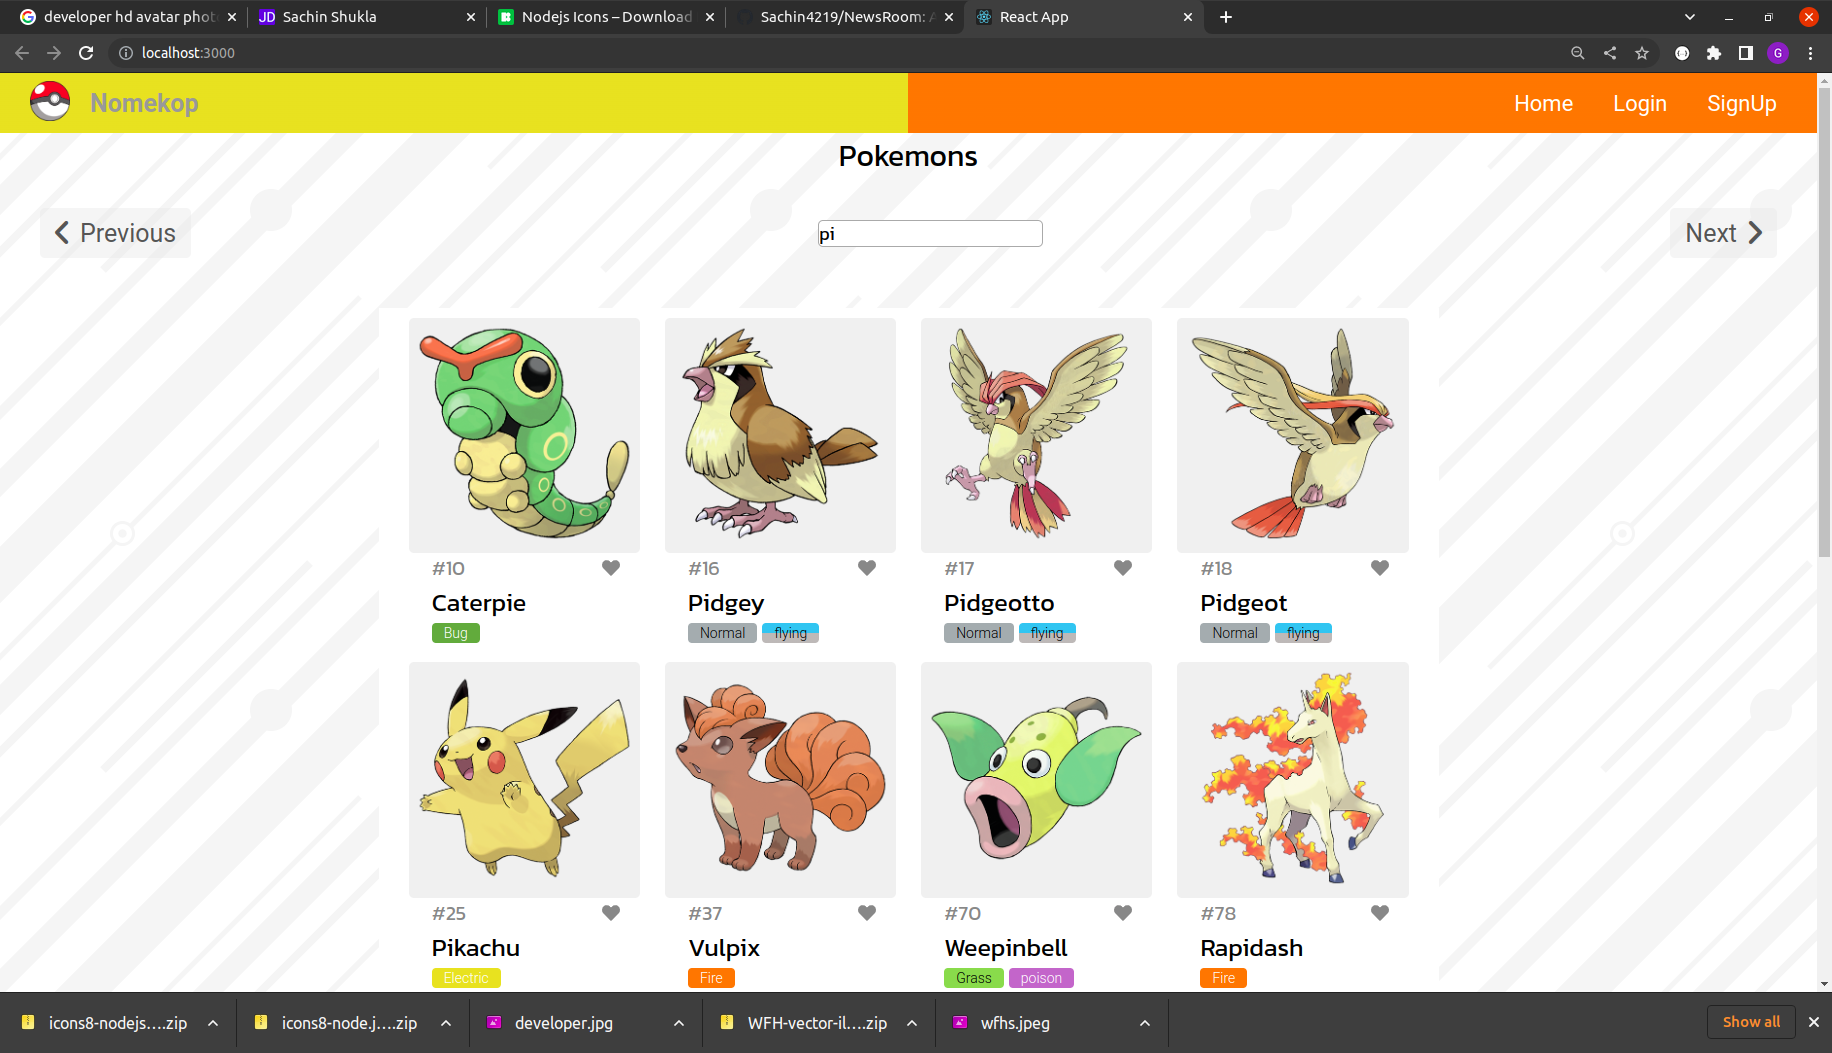 developer hd avatar phot
Sachin Shukla
Nodejs Icons – Download
Sachin4219/NewsRoom: A
React App
localhost:3000
G
Nomekop
Home
Login
SignUp
Pokemons
Previous
pi
Next
#10
#16
#17
#18
Caterpie
Pidgey
Pidgeotto
Pidgeot
Bug
Normal flying
Normal flying
Normal flying
#25
#37
#70
#78
Pikachu
Vulpix
Weepinbell
Rapidash
Electric
Fire
Grass poison
Fire
icons8-nodejs....zip
icons8-node.j....zip
developer.jpg
WFH-vector-il....zip
wfhs.jpeg
Show all